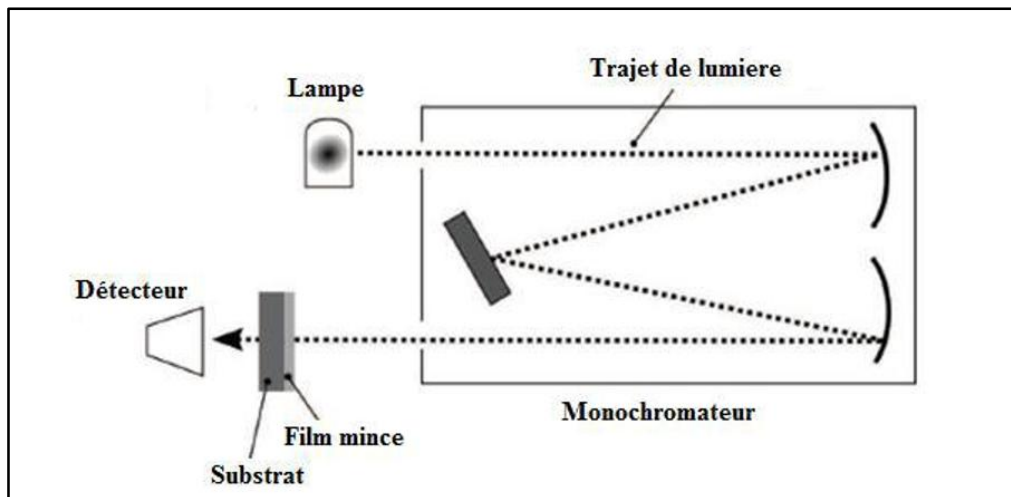 Trajet de lumiere
Lampe
Détecteur
Monochromateur
Film mince
Substrat